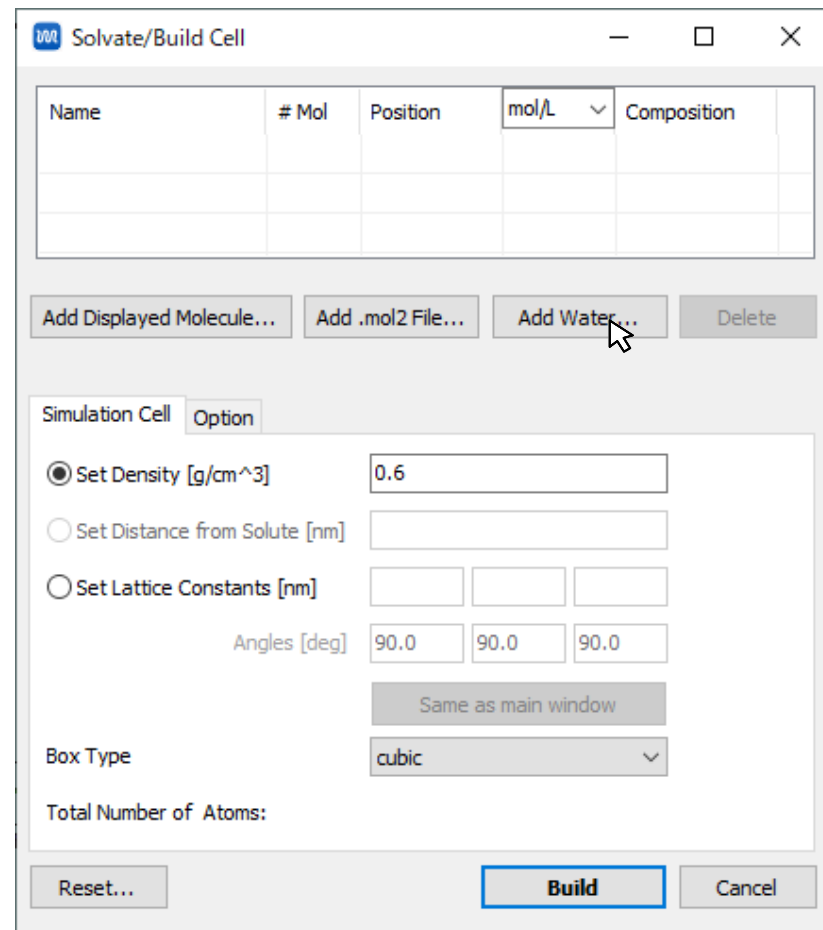 Solvate/Build Cell
Name # Mol Position mol/L Composition
Add Displayed Molecule... Add .mol2 File... Add Water... Delete
Simulation Cell Option
Set Density [g/cm^3] 0.6
Set Distance from Solute [nm]
Set Lattice Constants [nm]
Angles [deg] 90.0 90.0 90.0
Same as main window
Box Type cubic
Total Number of Atoms:
Reset... Build Cancel